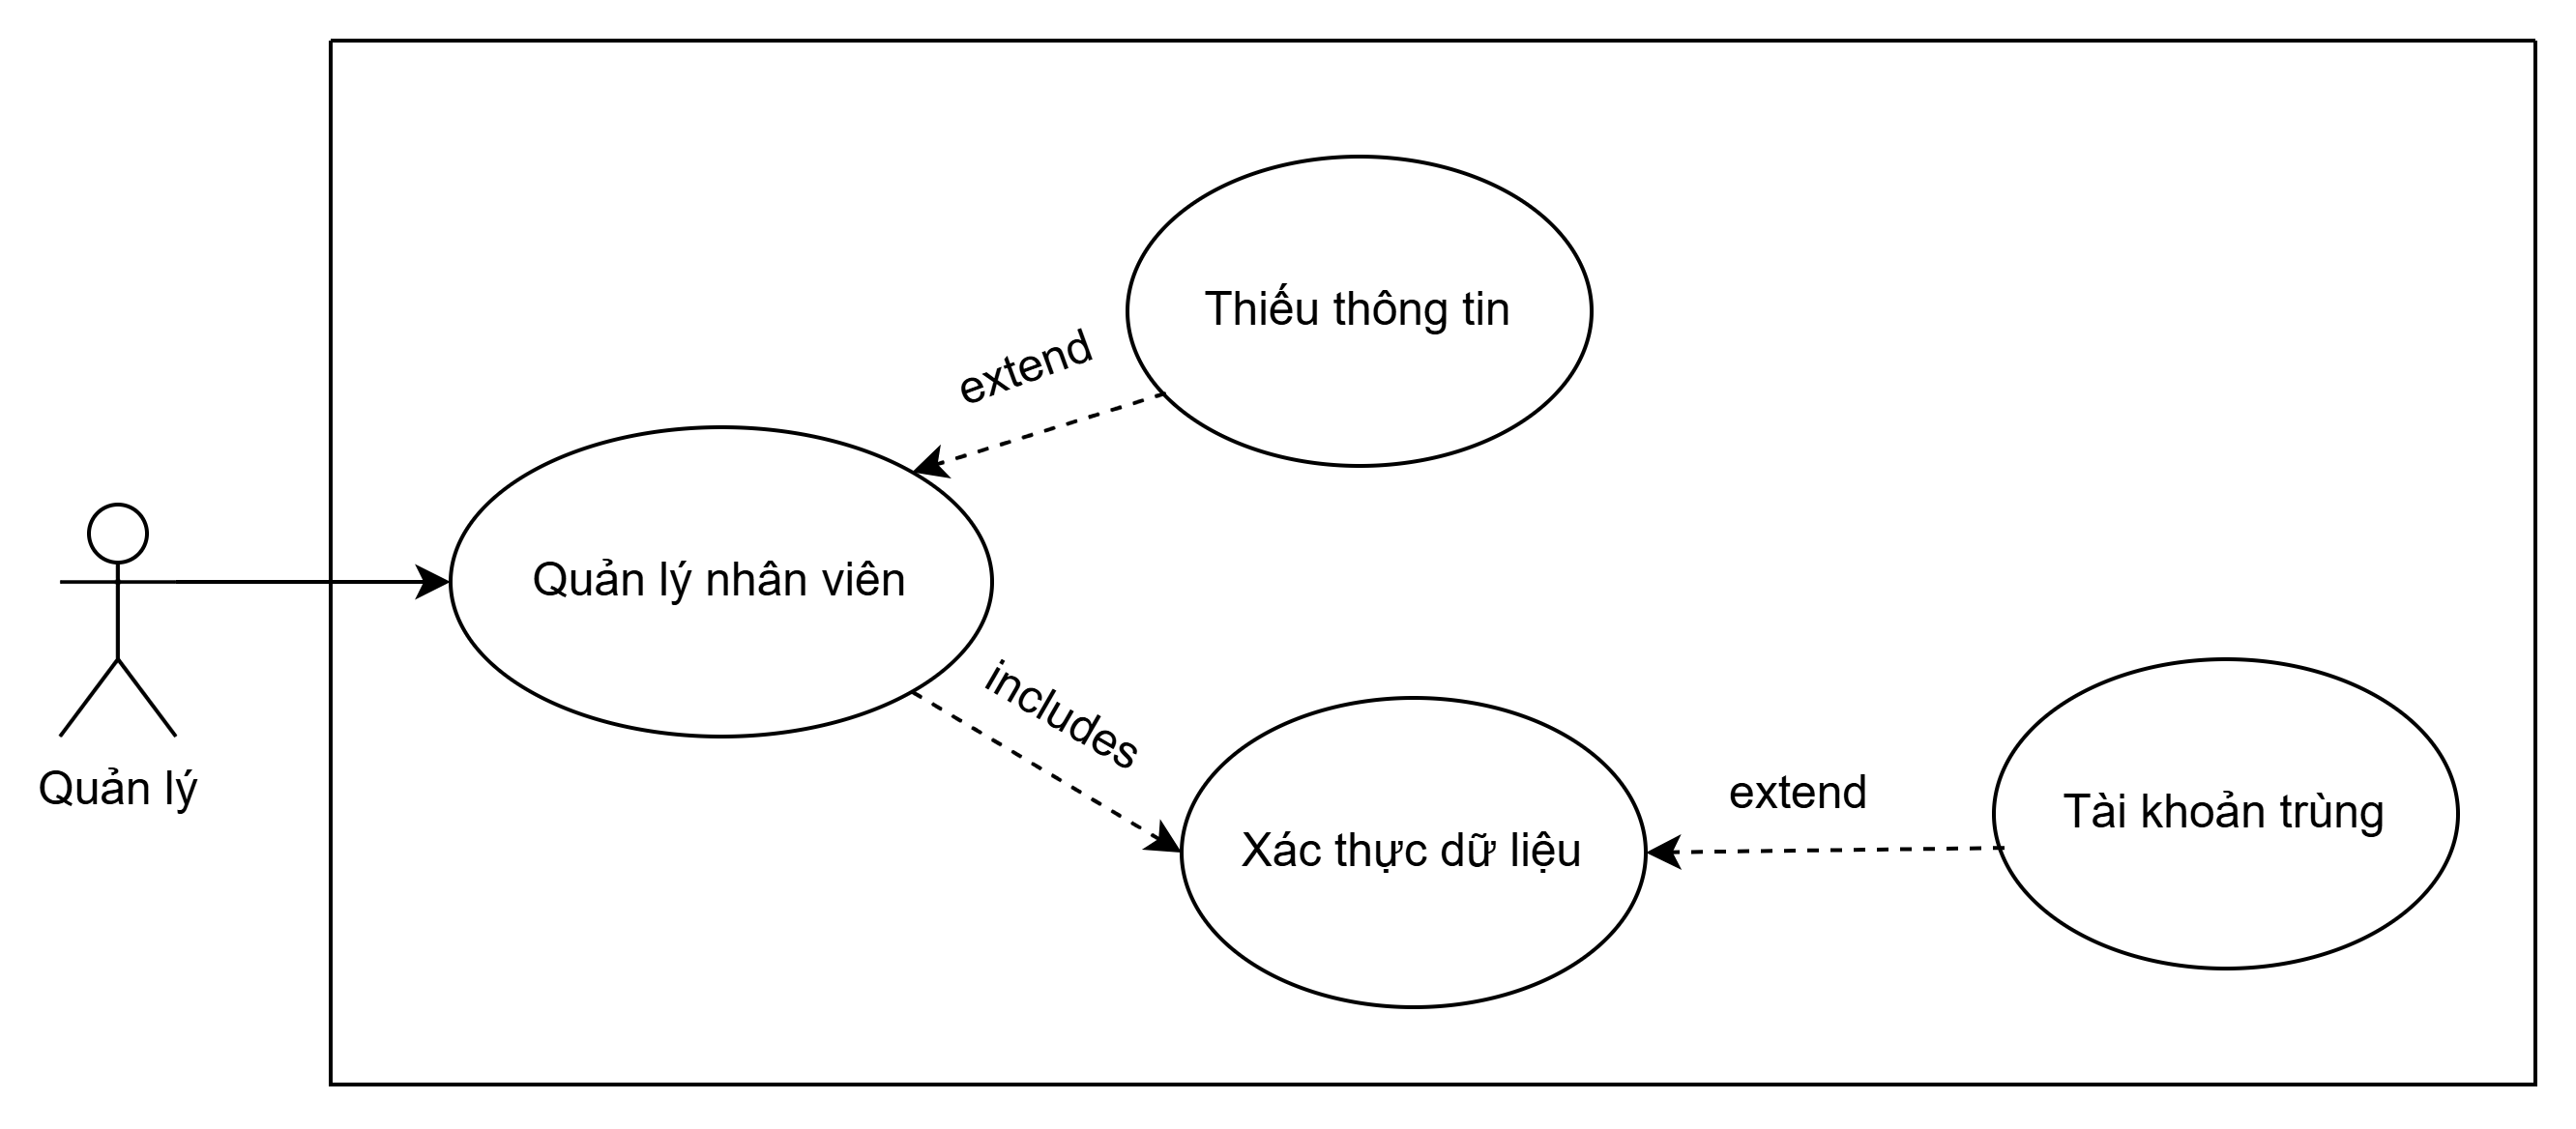 Thiếu thông tin
extend
Quản lý nhân viên
includes
Quản lý
extend
Tài khoản trùng
Xác thực dữ liệu